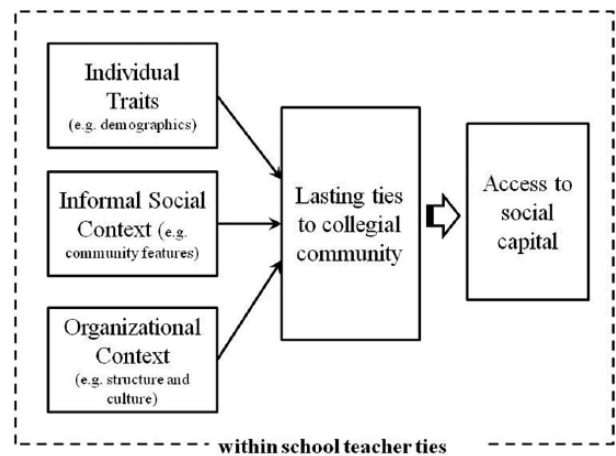 Individual
Traits
(e.g. demographics)
Informal Social
Context (e.g.
community features)
Organizational
Context
(e.g. structure and
culture)
Lasting ties
to collegial
community
Access to
social
capital
within school teacher ties